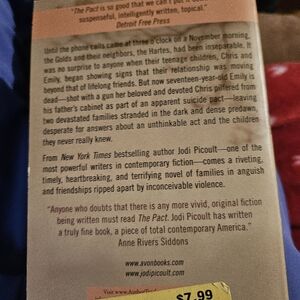 "The Pact is so good that we can't put it down
suspenseful, intelligently written, topical."
Detroit Free Press
Until the phone calls came at three o'clock on a November morning,
the Golds and their neighbors, the Hartes, had been inseparable. It
was no surprise to anyone when their teenage children, Chris and
Emily, began showing signs that their relationship was moving
beyond that of lifelong friends. But now seventeen-year-old Emily is
dead—shot with a gun her beloved and devoted Chris pilfered from
his father's cabinet as part of an apparent suicide pact—leaving
two devastated families stranded in the dark and dense predawn,
desperate for answers about an unthinkable act and the children
they never really knew.
From New York Times bestselling author Jodi Picoult—one of the
most powerful writers in contemporary fiction—comes a riveting,
timely, heartbreaking, and terrifying novel of families in anguish
and friendships ripped apart by inconceivable violence.
"Anyone who doubts that there is any more vivid, original fiction
being written must read The Pact. Jodi Picoult has written
a truly fine book, a piece of total contemporary America."
Anne Rivers Siddons
www.avonbooks.com
www.jodipicoult.com
Visit www.Author
$7.99